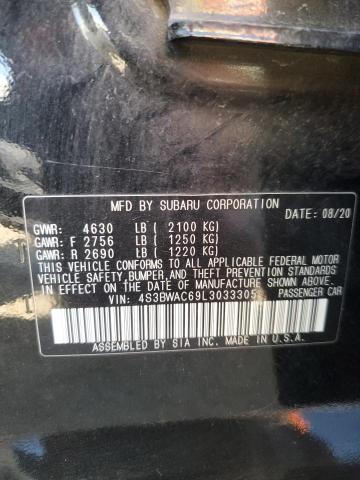 MFD BY SUBARU CORPORATION
DATE: 08/20
GVWR: 4630 LB ( 2100 KG)
GAWR: F 2756 LB ( 1250 KG)
GAWR: R 2690 LB ( 1220 KG)
THIS VEHICLE CONFORMS TO ALL APPLICABLE FEDERAL MOTOR
VEHICLE SAFETY, BUMPER, AND THEFT PREVENTION STANDARDS
IN EFFECT ON THE DATE OF MANUFACTURE SHOWN ABOVE.
VIN: 4S3BWAC69L3033305 PASSENGER CAR
ASSEMBLED BY SIA INC. MADE IN U.S.A.